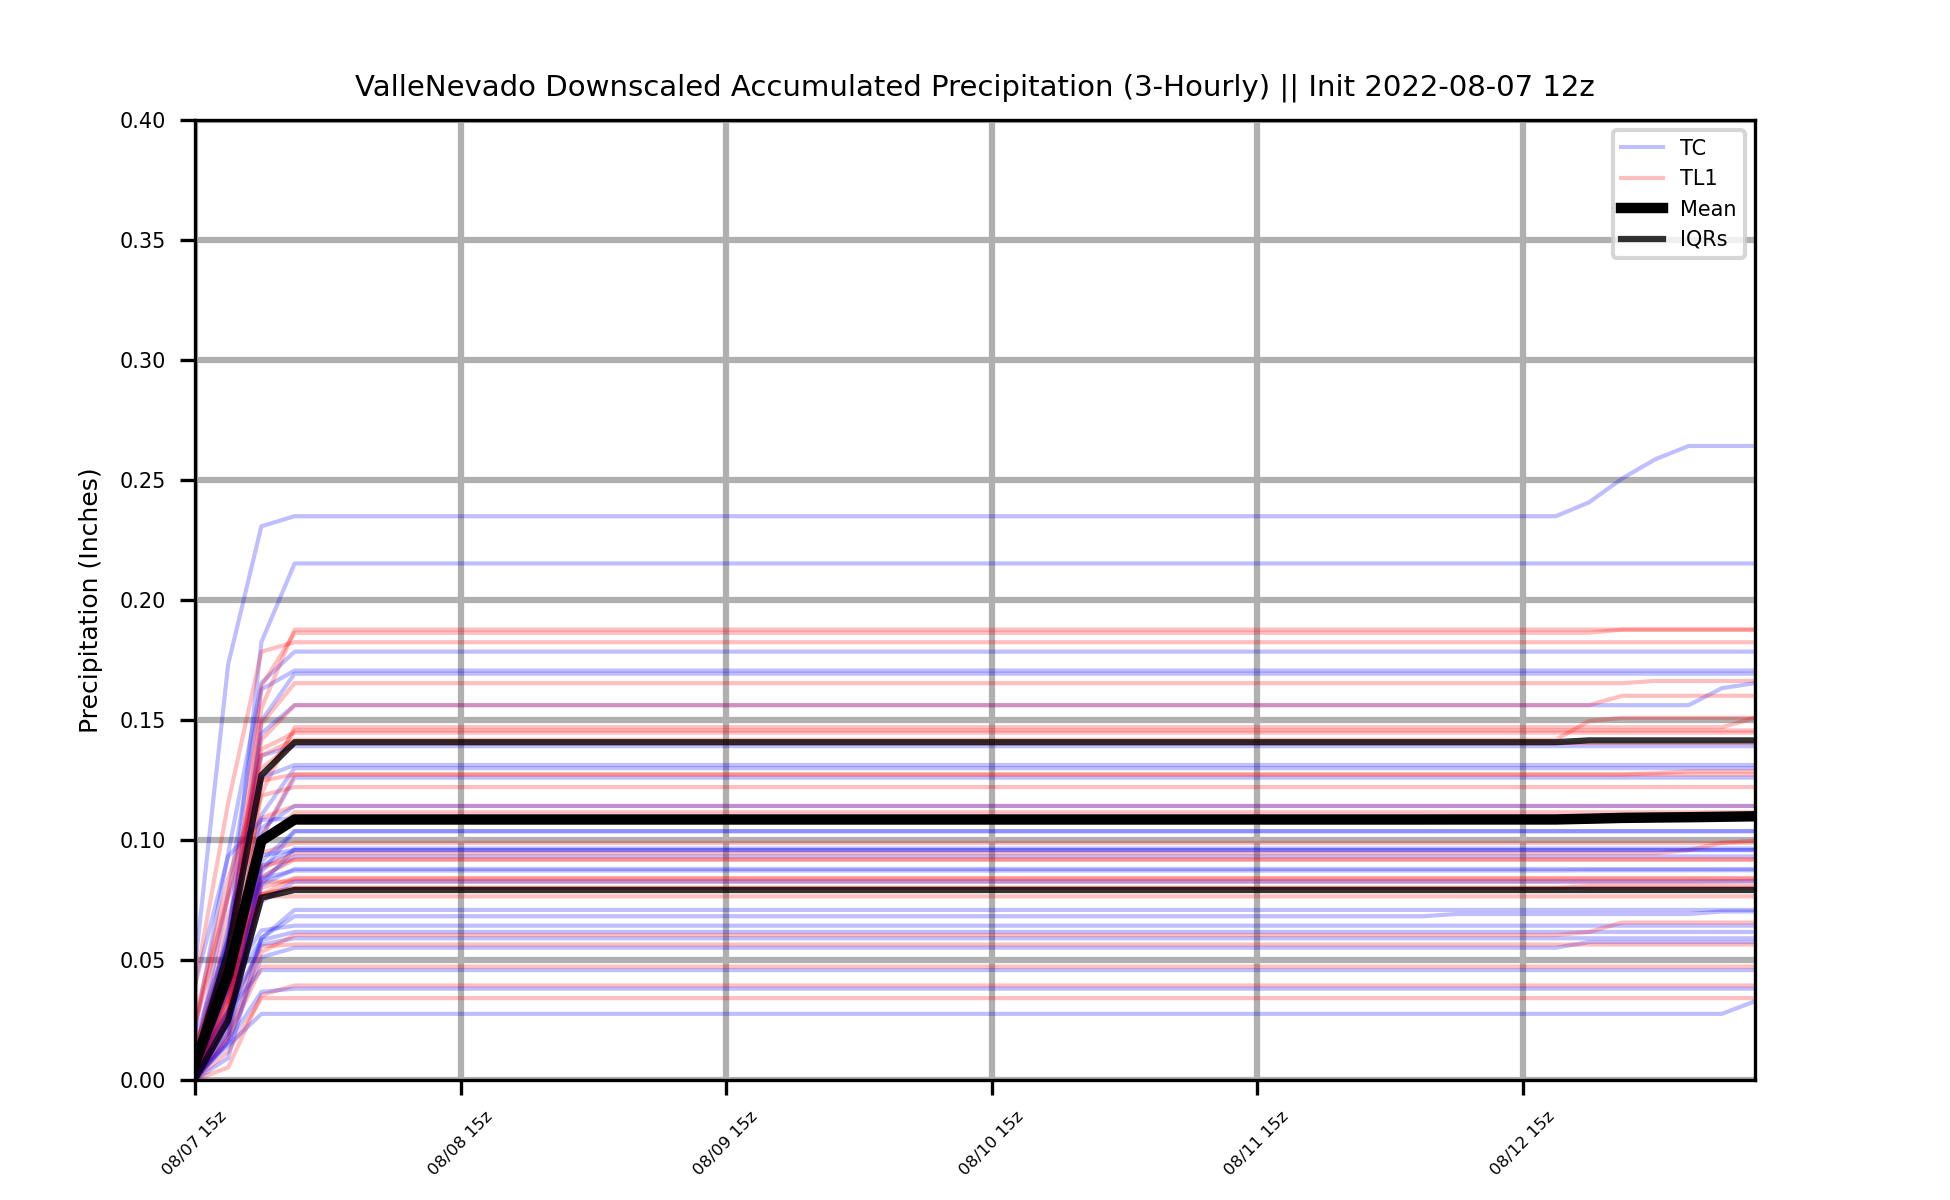 ValleNevado Downscaled Accumulated Precipitation (3-Hourly) || Init 2022-08-07 12z
Precipitation (Inches)
0.40
0.35
0.30
0.25
0.20
0.15
0.10
0.05
0.00
TC
TL1
Mean
IQRs
08/07 15z
08/08 15z
08/09 15z
08/10 15z
08/11 15z
08/12 15z